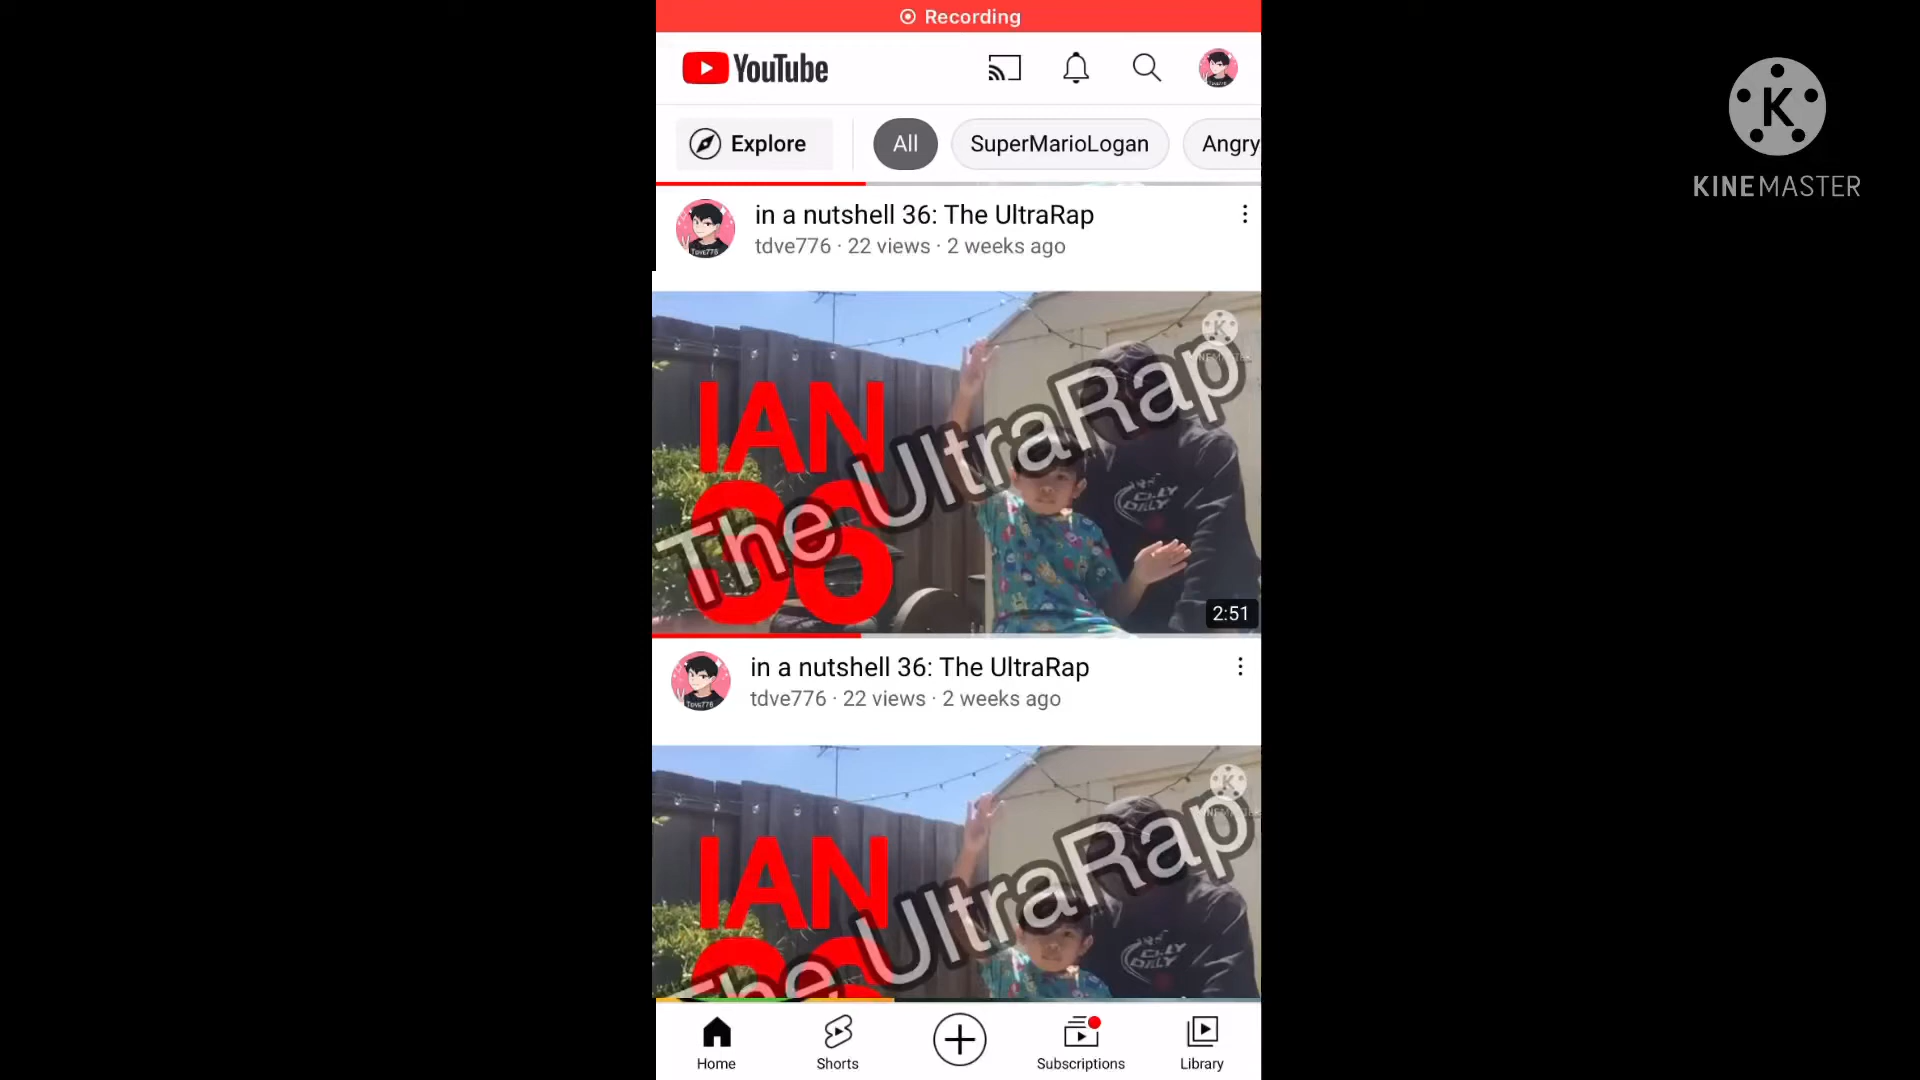 Recording
YouTube
K
KINEMASTER
Explore
All
SuperMarioLogan
Angry
in a nutshell 36: The UltraRap
tdve776 · 22 views · 2 weeks ago
IAN
36
The UltraRap
2:51
in a nutshell 36: The UltraRap
tdve776 · 22 views · 2 weeks ago
IAN
The UltraRap
Home
Shorts
Subscriptions
Library